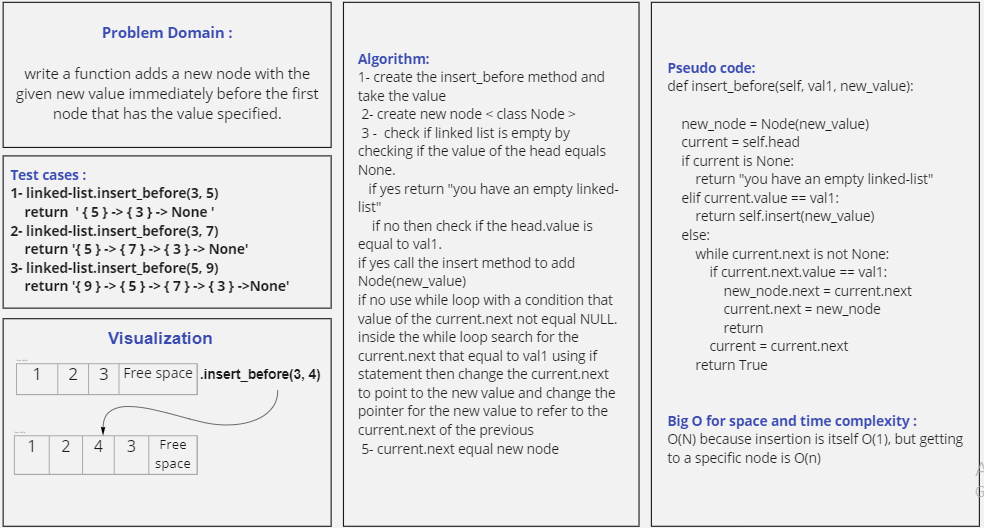 Problem Domain :
write a function adds a new node with the
given new value immediately before the first
node that has the value specified.
Test cases :
1- linked-list.insert_before(3, 5)
return ' { 5 } -> { 3 } -> None '
2- linked-list.insert_before(3, 7)
return '{ 5 } -> { 7 } -> { 3 } -> None'
3- linked-list.insert_before(5, 9)
return '{ 9 } -> { 5 } -> { 7 } -> { 3 } ->None'
Visualization
1 2 3 Free space .insert_before(3, 4)
1 2 4 3 Free
space
Algorithm:
1- create the insert_before method and
take the value
2- create new node < class Node >
3 - check if linked list is empty by
checking if the value of the head equals
None.
if yes return "you have an empty linked-
list"
if no then check if the head.value is
equal to val1.
if yes call the insert method to add
Node(new_value)
if no use while loop with a condition that
value of the current.next not equal NULL.
inside the while loop search for the
current.next that equal to val1 using if
statement then change the current.next
to point to the new value and change the
pointer for the new value to refer to the
current.next of the previous
5- current.next equal new node
Pseudo code:
def insert_before(self, val1, new_value):
new_node = Node(new_value)
current = self.head
if current is None:
return "you have an empty linked-list"
elif current.value == val1:
return self.insert(new_value)
else:
while current.next is not None:
if current.next.value == val1:
new_node.next = current.next
current.next = new_node
return
current = current.next
return True
Big O for space and time complexity :
O(N) because insertion is itself O(1), but getting
to a specific node is O(n)